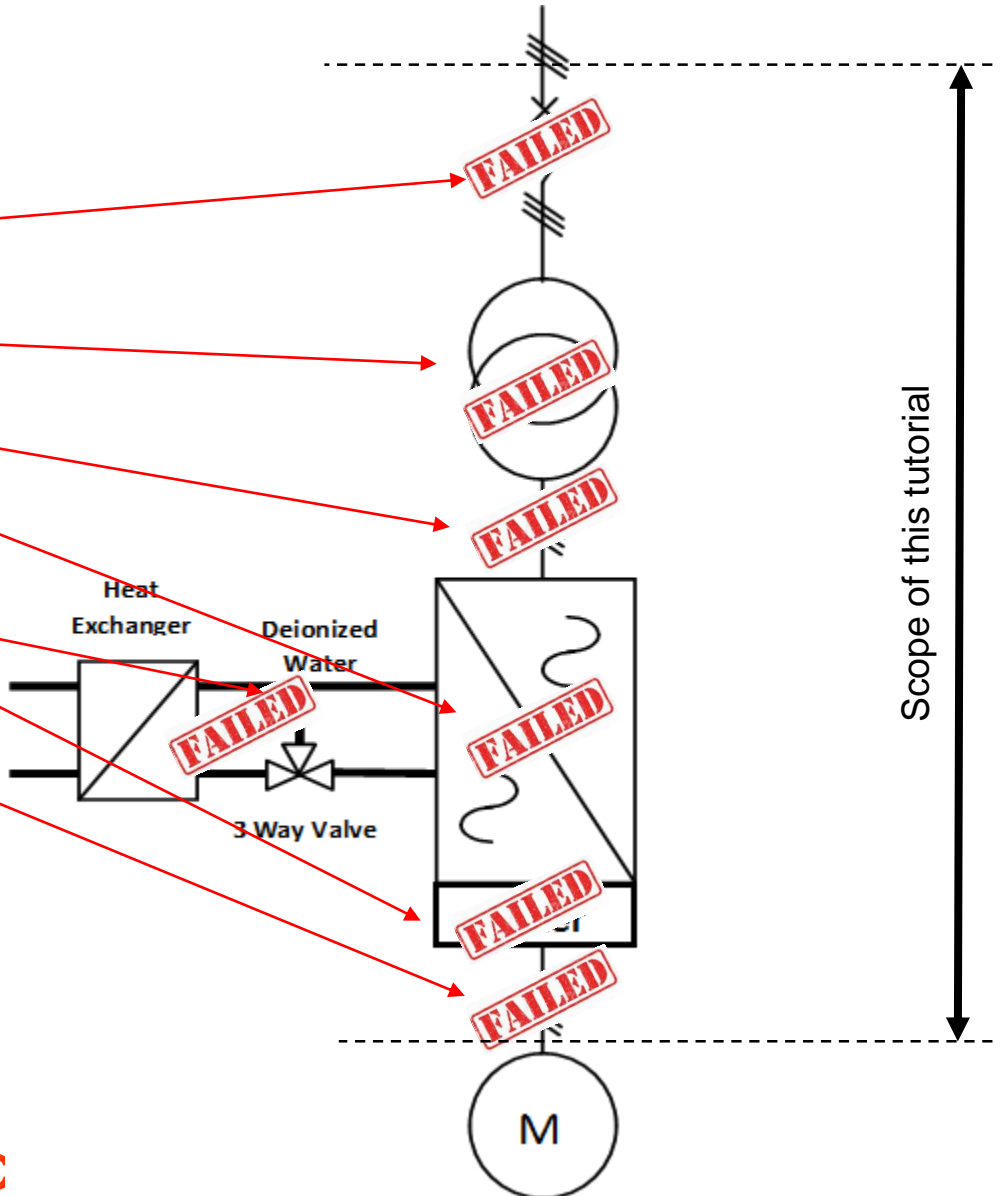 FAILED
FAILED
FAILED
Heat
Exchanger
Deionized
Water
FAILED
FAILED
3 Way Valve
FAILED
FAILED
M
Scope of this tutorial